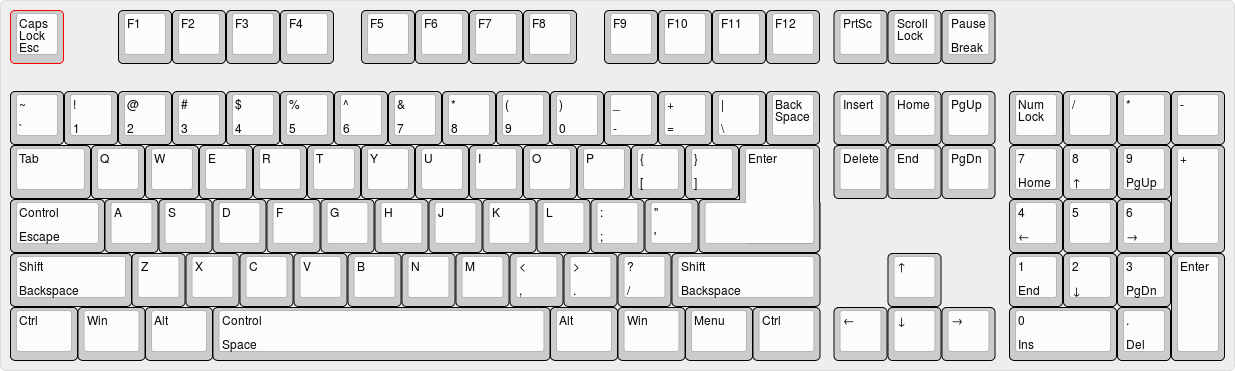 Caps
Lock
Esc
F1
F2
F3
F4
F5
F6
F7
F8
F9
F10
F11
F12
PrtSc
Scroll
Lock
Pause
Break
~
`
!
1
@
2
#
3
$
4
%
5
^
6
&
7
*
8
(
9
)
0
_
-
+
=
|
\
Back
Space
Insert
Home
PgUp
Num
Lock
/
*
-
Tab
Q
W
E
R
T
Y
U
I
O
P
{
[
}
]
Enter
Delete
End
PgDn
7
Home
8
↑
9
PgUp
+
Control
Escape
A
S
D
F
G
H
J
K
L
:
;
"
'
4
←
5
6
→
Shift
Backspace
Z
X
C
V
B
N
M
<
,
>
.
?
/
Shift
Backspace
↑
1
End
2
↓
3
PgDn
Enter
Ctrl
Win
Alt
Control
Space
Alt
Win
Menu
Ctrl
←
↓
→
0
Ins
.
Del